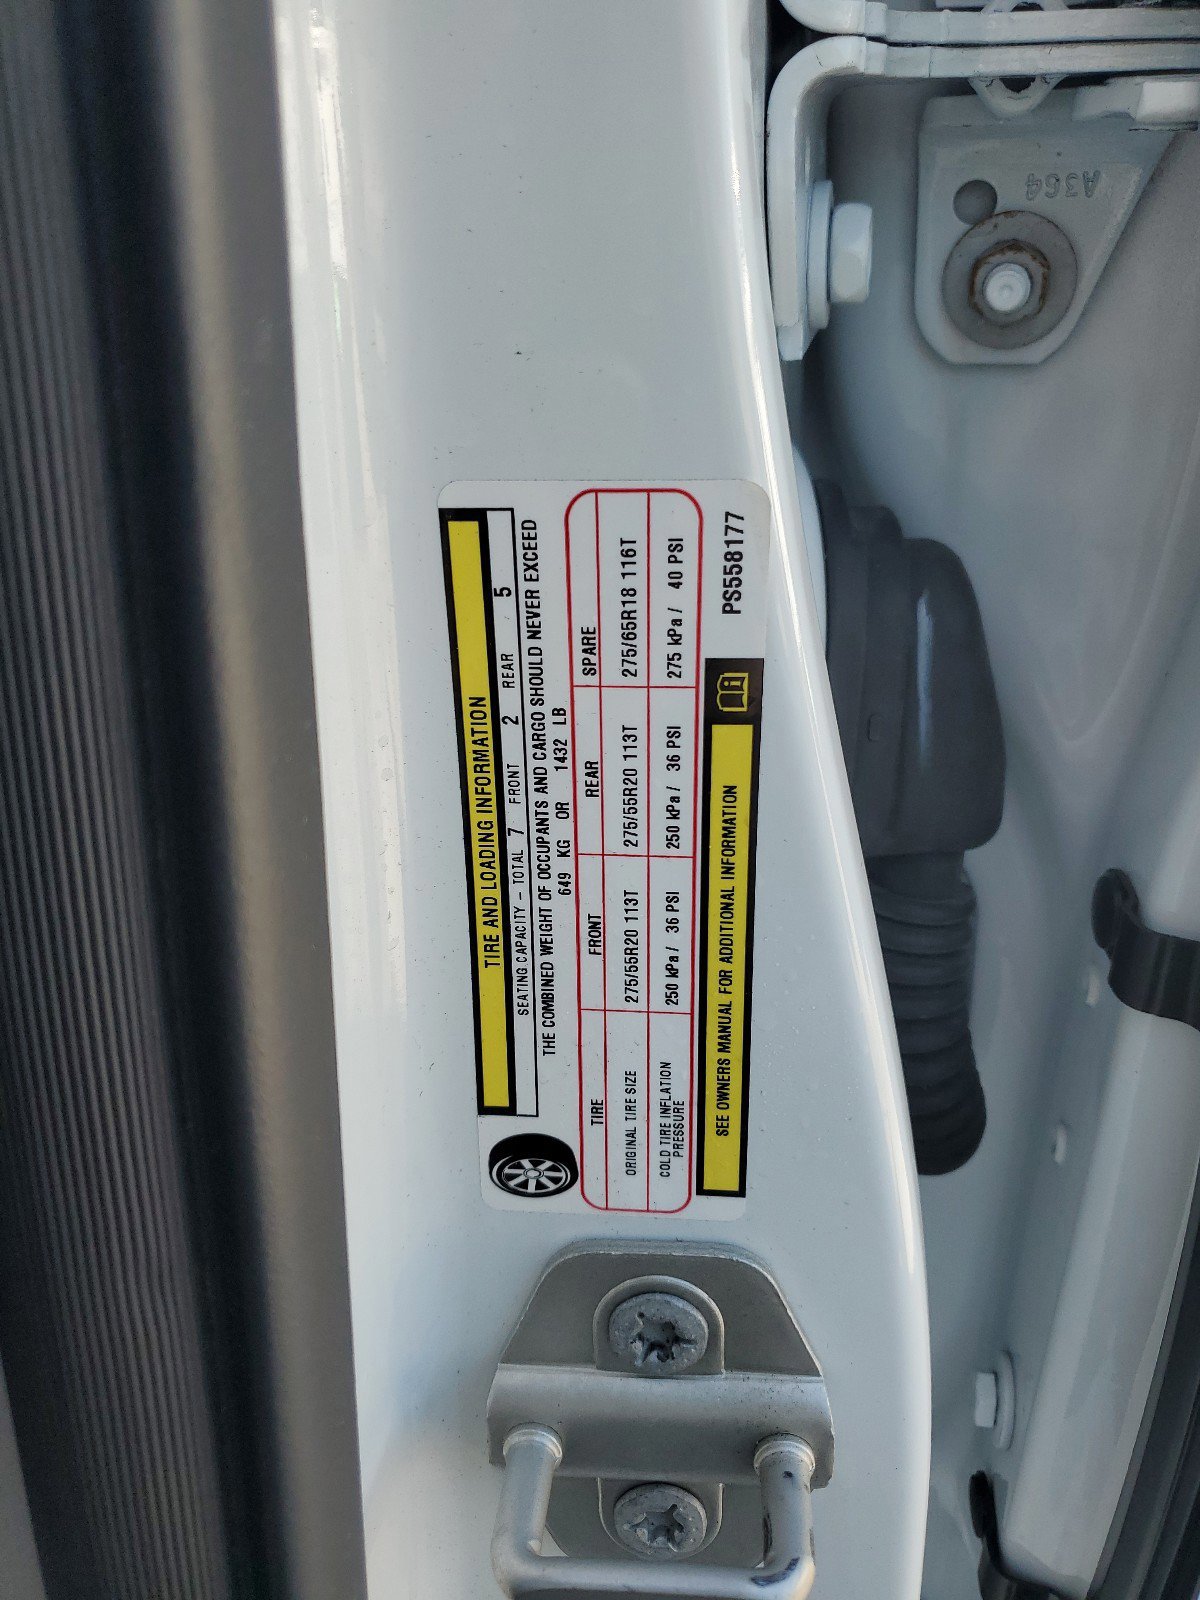 TIRE AND LOADING INFORMATION
SEATING CAPACITY - TOTAL 7 FRONT 2 REAR 5
THE COMBINED WEIGHT OF OCCUPANTS AND CARGO SHOULD NEVER EXCEED
649 KG OR 1432 LB
TIRE FRONT REAR SPARE
ORIGINAL TIRE SIZE 275/55R20 113T 275/55R20 113T 275/65R18 116T
COLD TIRE INFLATION PRESSURE 250 kPa / 36 PSI 250 kPa / 36 PSI 275 kPa / 40 PSI
SEE OWNERS MANUAL FOR ADDITIONAL INFORMATION
PS558177
A364